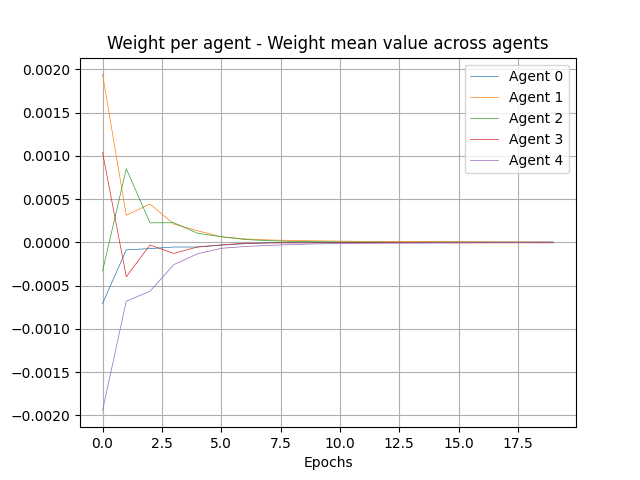 Weight per agent - Weight mean value across agents
Agent 0
Agent 1
Agent 2
Agent 3
Agent 4
0.0020
0.0015
0.0010
0.0005
0.0000
−0.0005
−0.0010
−0.0015
−0.0020
0.0 2.5 5.0 7.5 10.0 12.5 15.0 17.5
Epochs